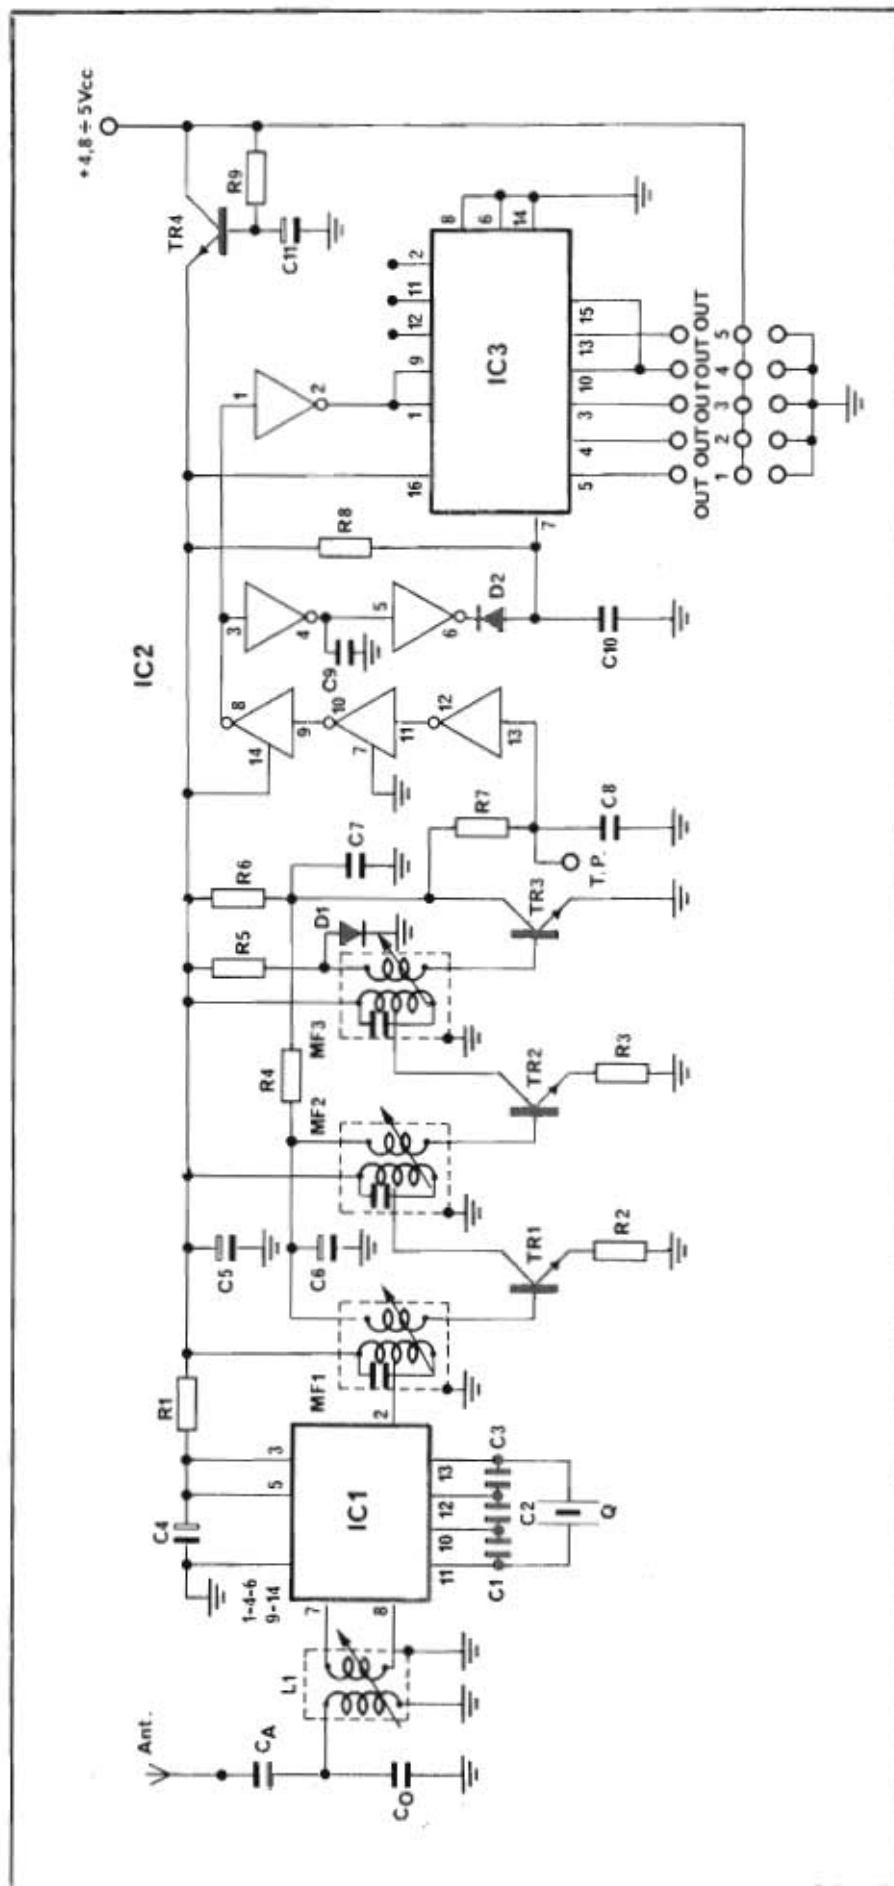 Ant.
CA
CO
L1
7
8
1-4-6
9-14
C4
5
3
IC1
2
11
10
12
13
C1
C2
C3
Q
R1
MF1
C5
C6
TR1
R2
MF2
R4
TR2
R3
MF3
R5
D1
R6
C7
TR3
T.P.
R7
C8
IC2
14
8
9
10
7
11
12
13
3
4
C9
5
6
D2
C10
R8
1
2
16
1
9
12
11
2
IC3
7
8
6
14
5
4
3
10
13
15
OUT OUT OUT OUT OUT
1 2 3 4 5
TR4
C11
R9
+4,8÷5Vcc